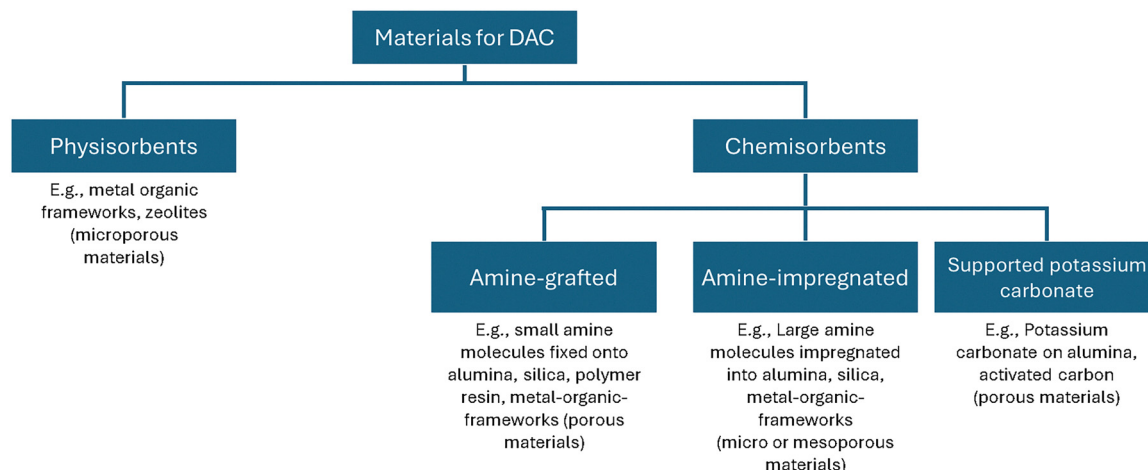 Materials for DAC
Physisorbents
E.g., metal organic
frameworks, zeolites
(microporous
materials)
Chemisorbents
Amine-grafted
E.g., small amine
molecules fixed onto
alumina, silica, polymer
resin, metal-organic-
frameworks (porous
materials)
Amine-impregnated
E.g., Large amine
molecules impregnated
into alumina, silica,
metal-organic-
frameworks
(micro or mesoporous
materials)
Supported potassium
carbonate
E.g., Potassium
carbonate on alumina,
activated carbon
(porous materials)